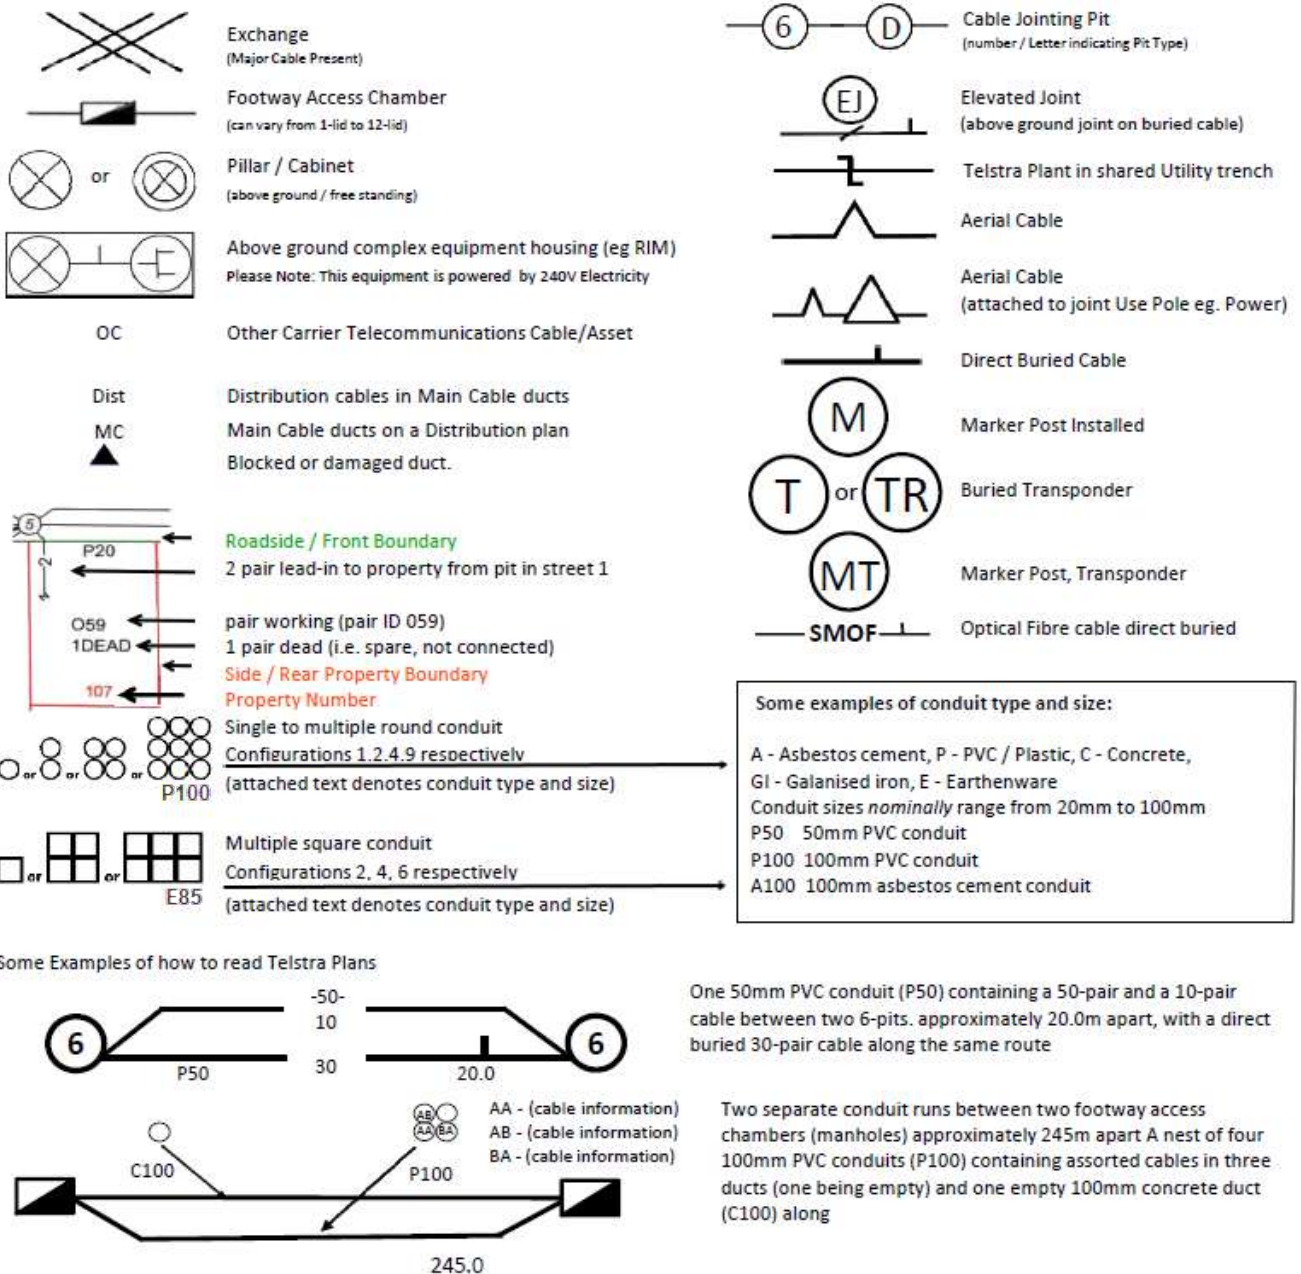 Exchange
(Major Cable Present)
Footway Access Chamber
(can vary from 1-lid to 12-lid)
or
Pillar / Cabinet
(above ground / free standing)
Above ground complex equipment housing (eg RIM)
Please Note: This equipment is powered by 240V Electricity
OC Other Carrier Telecommunications Cable/Asset
Dist Distribution cables in Main Cable ducts
MC Main Cable ducts on a Distribution plan
Blocked or damaged duct.
5
P20
2
Roadside / Front Boundary
2 pair lead-in to property from pit in street 1
O59 pair working (pair ID 059)
1DEAD 1 pair dead (i.e. spare, not connected)
Side / Rear Property Boundary
107 Property Number
Single to multiple round conduit
or or or Configurations 1.2.4.9 respectively
P100 (attached text denotes conduit type and size)
Multiple square conduit
or or Configurations 2, 4, 6 respectively
E85 (attached text denotes conduit type and size)
6 D Cable Jointing Pit
(number / Letter indicating Pit Type)
EJ Elevated Joint
(above ground joint on buried cable)
Telstra Plant in shared Utility trench
Aerial Cable
Aerial Cable
(attached to joint Use Pole eg. Power)
Direct Buried Cable
M Marker Post Installed
T or TR Buried Transponder
MT Marker Post, Transponder
SMOF Optical Fibre cable direct buried
Some examples of conduit type and size:
A - Asbestos cement, P - PVC / Plastic, C - Concrete,
GI - Galanised iron, E - Earthenware
Conduit sizes nominally range from 20mm to 100mm
P50 50mm PVC conduit
P100 100mm PVC conduit
A100 100mm asbestos cement conduit
Some Examples of how to read Telstra Plans
-50-
10
6 6
P50 30 20.0
One 50mm PVC conduit (P50) containing a 50-pair and a 10-pair
cable between two 6-pits. approximately 20.0m apart, with a direct
buried 30-pair cable along the same route
AB
AA BA
AA - (cable information)
AB - (cable information)
BA - (cable information)
C100 P100
245.0
Two separate conduit runs between two footway access
chambers (manholes) approximately 245m apart A nest of four
100mm PVC conduits (P100) containing assorted cables in three
ducts (one being empty) and one empty 100mm concrete duct
(C100) along